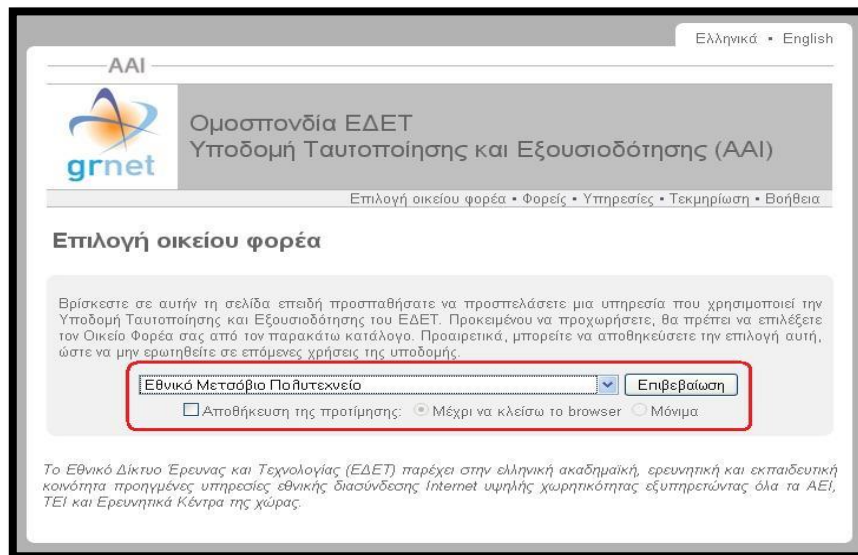 Ελληνικά • English
AAI
grnet
Ομοσπονδία ΕΔΕΤ
Υποδομή Ταυτοποίησης και Εξουσιοδότησης (AAI)
Επιλογή οικείου φορέα • Φορείς • Υπηρεσίες • Τεκμηρίωση • Βοήθεια
Επιλογή οικείου φορέα
Βρίσκεστε σε αυτήν τη σελίδα επειδή προσπαθήσατε να προσπελάσετε μια υπηρεσία που χρησιμοποιεί την
Υποδομή Ταυτοποίησης και Εξουσιοδότησης του ΕΔΕΤ. Προκειμένου να προχωρήσετε, θα πρέπει να επιλέξετε
τον Οικείο Φορέα σας από τον παρακάτω κατάλογο. Προαιρετικά, μπορείτε να αποθηκεύσετε την επιλογή αυτή,
ώστε να μην ερωτηθείτε σε επόμενες χρήσεις της υποδομής.
Εθνικό Μετσόβιο Πολυτεχνείο Επιβεβαίωση
Αποθήκευση της προτίμησης: Μέχρι να κλείσω το browser Μόνιμα
Το Εθνικό Δίκτυο Έρευνας και Τεχνολογίας (ΕΔΕΤ) παρέχει στην ελληνική ακαδημαϊκή, ερευνητική και εκπαιδευτική
κοινότητα προηγμένες υπηρεσίες εθνικής διασύνδεσης Internet υψηλής χωρητικότητας εξυπηρετώντας όλα τα ΑΕΙ,
ΤΕΙ και Ερευνητικά Κέντρα της χώρας.